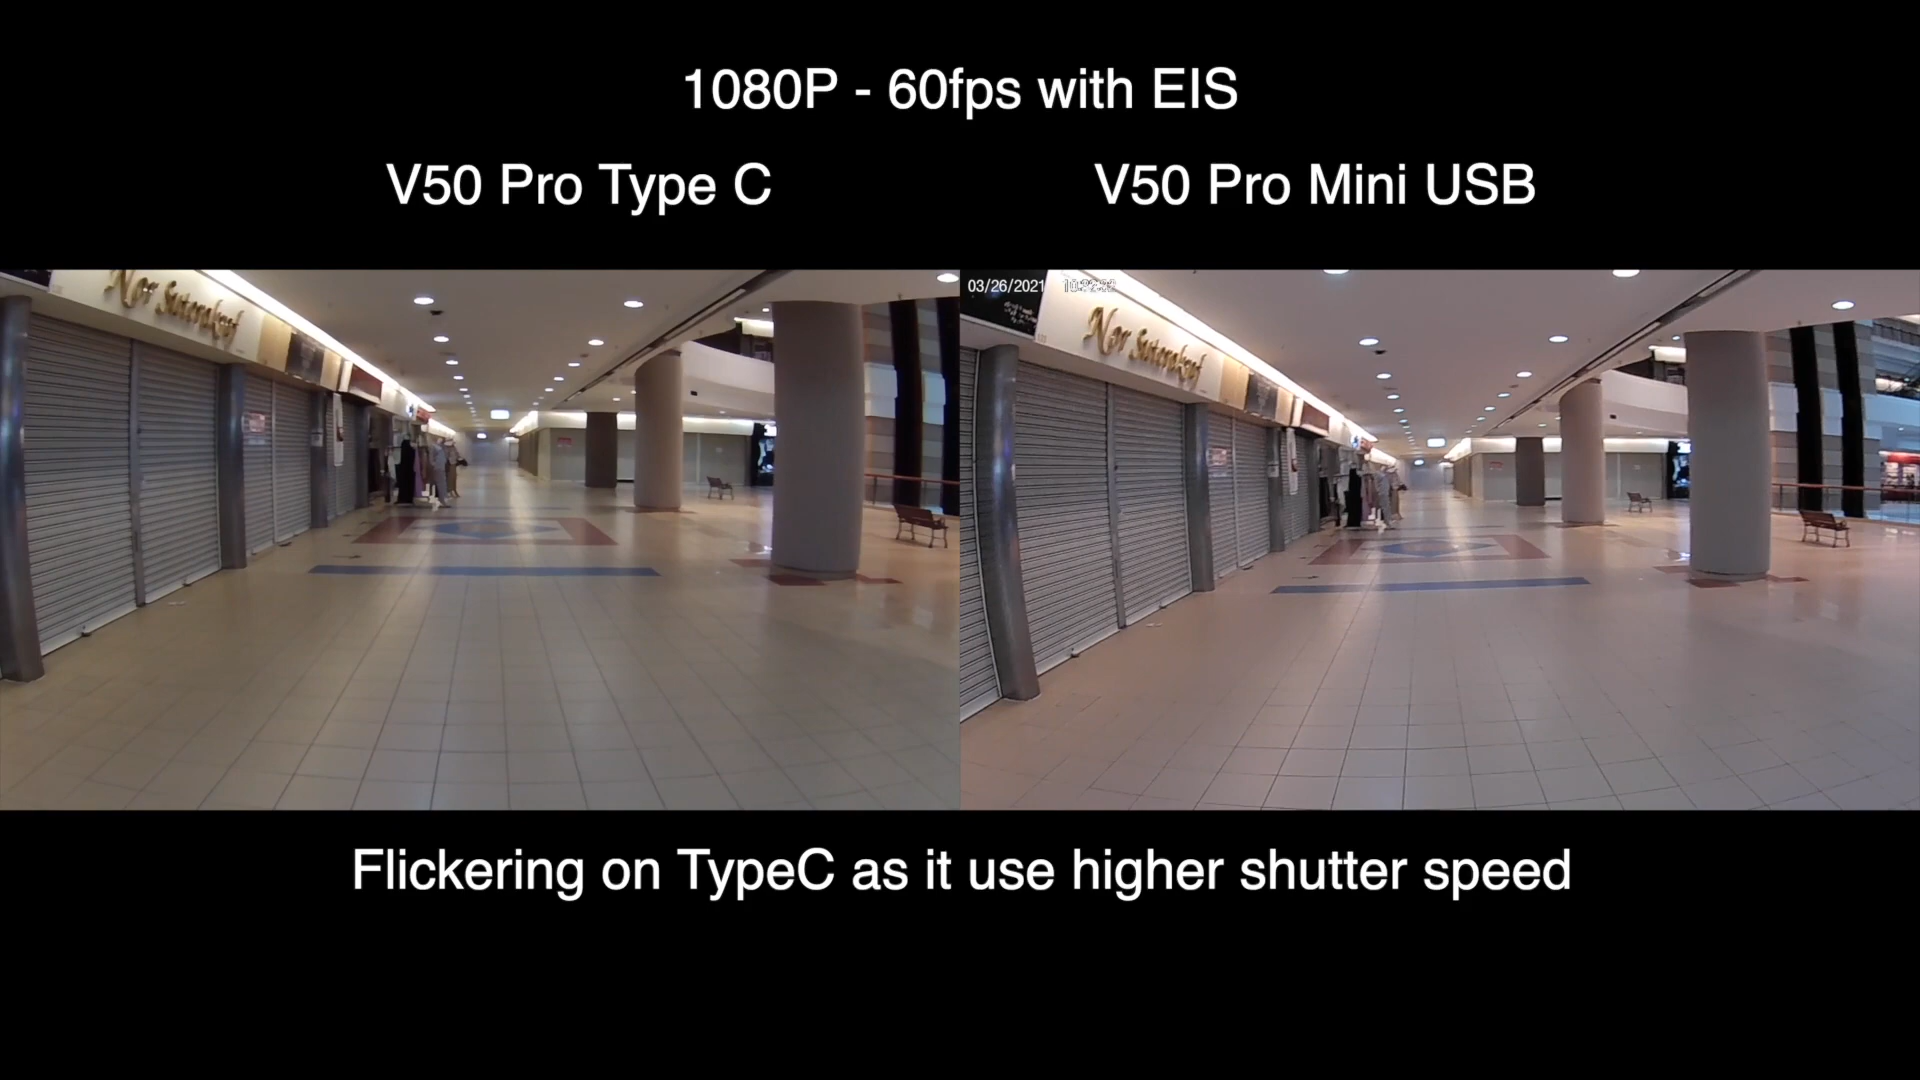 1080P - 60fps with EIS
V50 Pro Type C
V50 Pro Mini USB
03/26/2021
Flickering on TypeC as it use higher shutter speed